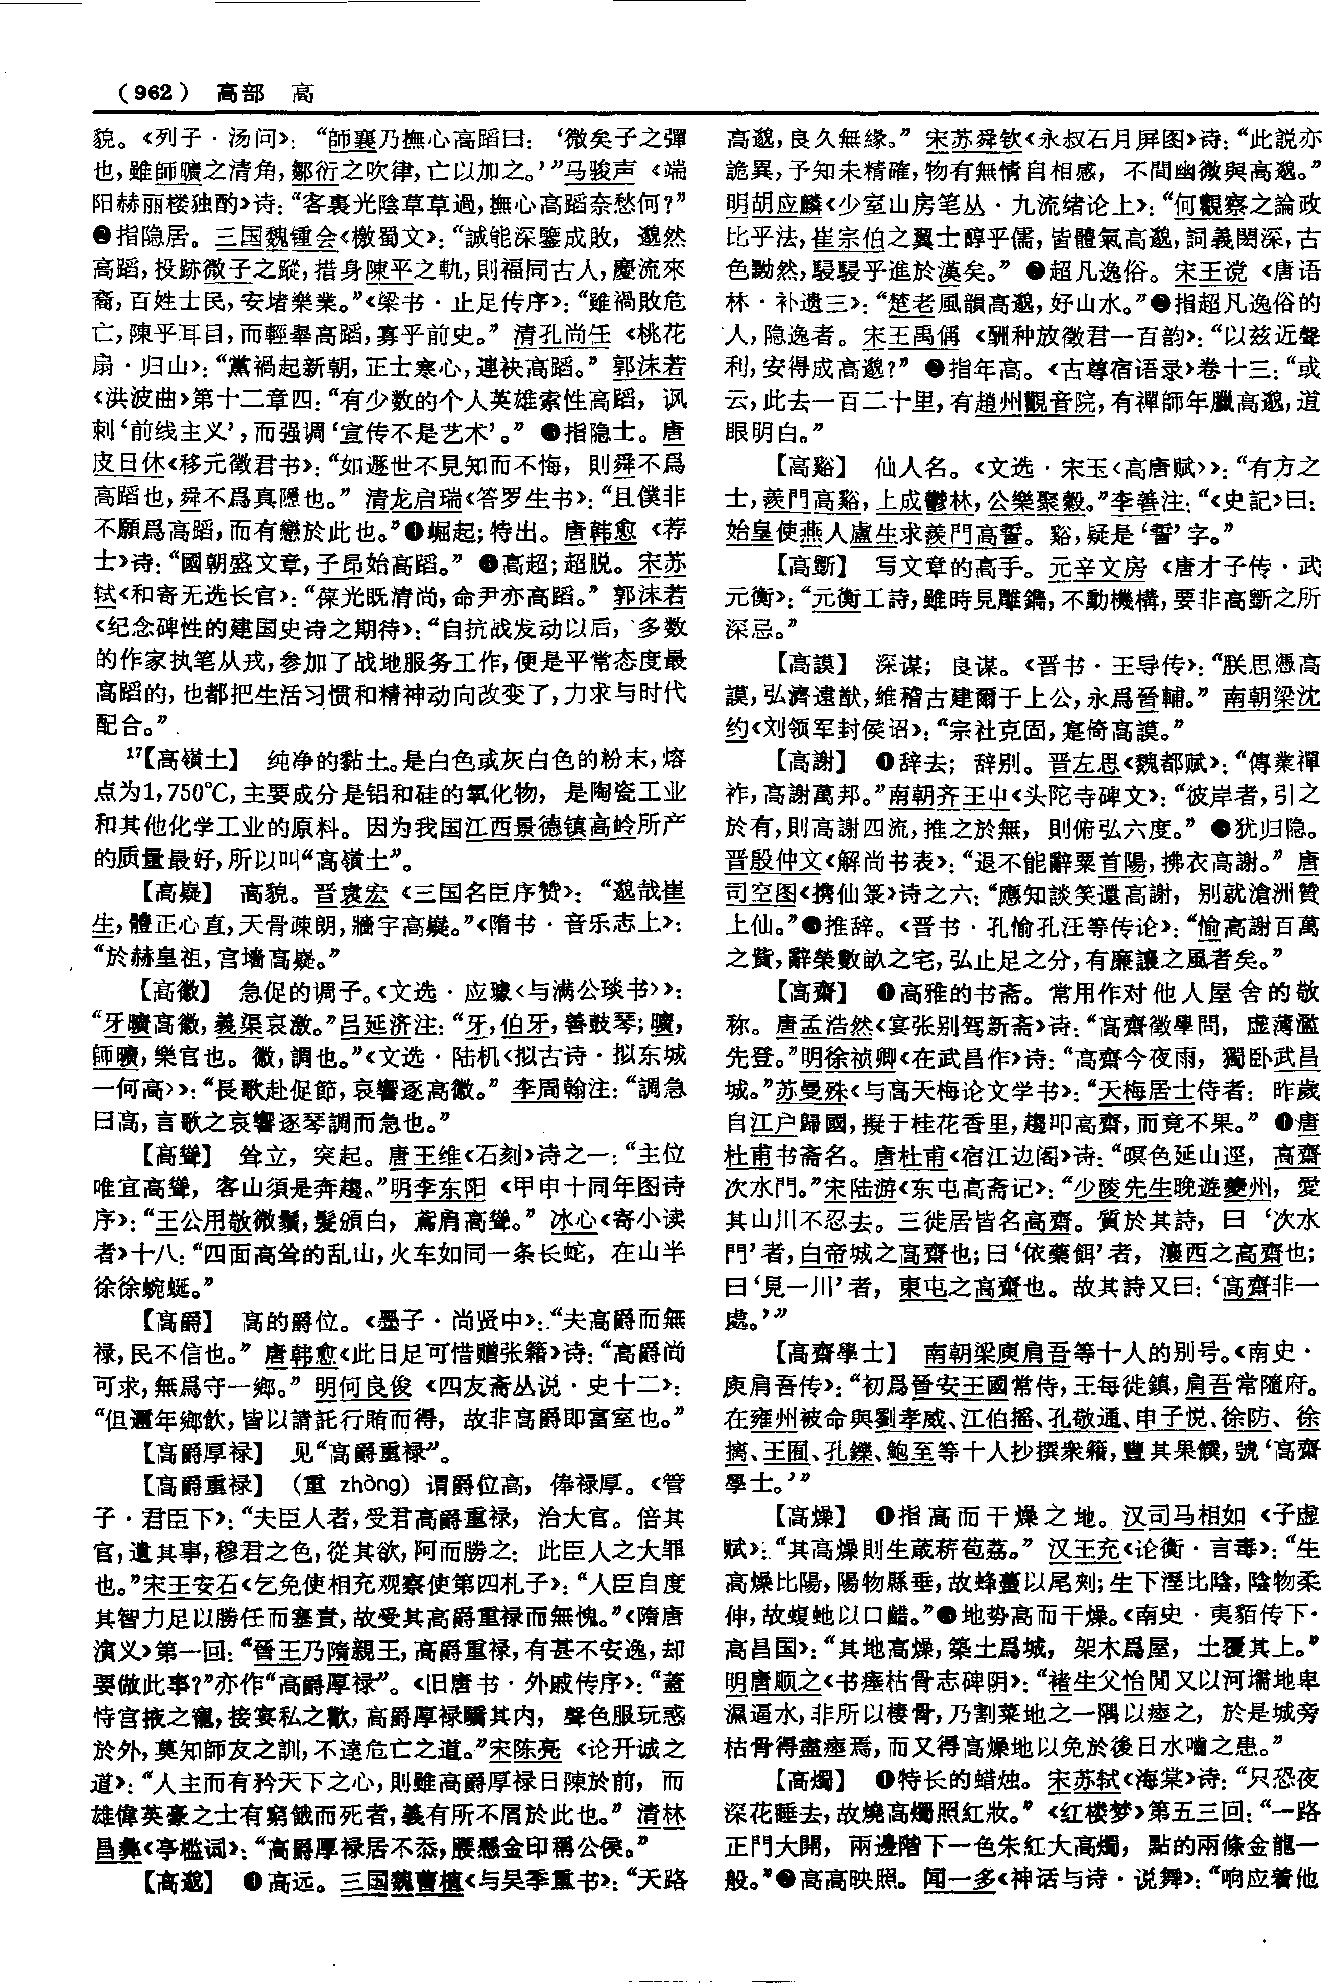 （962） 高部 高
貌。《列子·汤问》：“師襄乃撫心高蹈曰：‘微矣子之彈
也，雖師曠之清角，鄒衍之吹律，亡以加之。’”马骏声《端
阳赫丽楼独酌》诗：“客裏光陰草草過，撫心高蹈奈愁何？”
❷指隐居。三国魏锺会《檄蜀文》：“誠能深鑒成敗，邈然
高蹈，投跡微子之蹤，措身陳平之軌，則福同古人，慶流來
裔，百姓士民，安堵樂業。”《梁书·止足传序》：“雖禍敗危
亡，陳乎耳目，而輕舉高蹈，寡乎前史。”清孔尚任《桃花
扇·归山》：“黨禍起新朝，正士寒心，連袂高蹈。”郭沫若
《洪波曲》第十二章四：“有少数的个人英雄索性高蹈，讽
刺‘前线主义’，而强调‘宣传不是艺术’。”❸指隐士。唐
皮日休《移元徵君书》：“如遯世不見知而不悔，則舜不爲
高蹈也，舜不爲真隱也。”清龙启瑞《答罗生书》：“且僕非
不願爲高蹈，而有戀於此也。”❹崛起；特出。唐韩愈《荐
士》诗：“國朝盛文章，子昂始高蹈。”❺高超；超脱。宋苏
轼《和寄无选长官》：“葆光既清尚，命尹亦高蹈。”郭沫若
《纪念碑性的建国史诗之期待》：“自抗战发动以后，多数
的作家执笔从戎，参加了战地服务工作，便是平常态度最
高蹈的，也都把生活习惯和精神动向改变了，力求与时代
配合。”
17【高嶺土】 纯净的黏土。是白色或灰白色的粉末，熔
点为1,750℃，主要成分是铝和硅的氧化物，是陶瓷工业
和其他化学工业的原料。因为我国江西景德镇高岭所产
的质量最好，所以叫“高嶺土”。
【高嶷】 高貌。晋袁宏《三国名臣序赞》：“邈哉崔
生，體正心直，天骨疎朗，牆宇高嶷。”《隋书·音乐志上》：
“於赫皇祖，宫墙高嶷。”
【高徽】 急促的调子。《文选·应璩〈与满公琰书〉》：
“牙曠高徽，義渠哀激。”吕延济注：“牙，伯牙，善鼓琴；曠，
師曠，樂官也。徽，調也。”《文选·陆机〈拟古诗·拟东城
一何高〉》：“長歌赴促節，哀響逐高徽。”李周翰注：“調急
曰高，言歌之哀響逐琴調而急也。”
【高聳】 耸立，突起。唐王维《石刻》诗之一：“主位
唯宜高聳，客山須是奔趨。”明李东阳《甲申十同年图诗
序》：“王公用敬微鬚，髮頒白，鳶肩高聳。”冰心《寄小读
者》十八：“四面高耸的乱山，火车如同一条长蛇，在山半
徐徐蜿蜒。”
【高爵】 高的爵位。《墨子·尚贤中》：“夫高爵而無
禄，民不信也。”唐韩愈《此日足可惜赠张籍》诗：“高爵尚
可求，無爲守一鄉。”明何良俊《四友斋丛说·史十二》：
“但邇年鄉飲，皆以請託行賄而得，故非高爵即富室也。”
【高爵厚禄】 见“高爵重禄”。
【高爵重禄】 （重 zhòng）谓爵位高，俸禄厚。《管
子·君臣下》：“夫臣人者，受君高爵重禄，治大官。倍其
官，遺其事，穆君之色，從其欲，阿而勝之：此臣人之大罪
也。”宋王安石《乞免使相充观察使第四札子》：“人臣自度
其智力足以勝任而塞責，故受其高爵重禄而無愧。”《隋唐
演义》第一回：“晉王乃隋親王，高爵重禄，有甚不安逸，却
要做此事？”亦作“高爵厚禄”。《旧唐书·外戚传序》：“蓋
恃宫掖之寵，接宴私之歡，高爵厚禄驕其内，聲色服玩惑
於外，莫知師友之訓，不達危亡之道。”宋陈亮《论开诚之
道》：“人主而有矜天下之心，則雖高爵厚禄日陳於前，而
雄偉英豪之士有窮餓而死者，義有所不屑於此也。”清林
昌彝《亭槛词》：“高爵厚禄居不忝，腰懸金印稱公侯。”
【高邈】 ❶高远。三国魏曹植《与吴季重书》：“天路
高邈，良久無緣。”宋苏舜钦《永叔石月屏图》诗：“此説亦
詭異，予知未精確，物有無情自相感，不間幽微與高邈。”
明胡应麟《少室山房笔丛·九流绪论上》：“何觀察之論政
比乎法，崔宗伯之翼士醇乎儒，皆體氣高邈，詞義閎深，古
色黝然，駸駸乎進於漢矣。”❷超凡逸俗。宋王谠《唐语
林·补遗三》：“楚老風韻高邈，好山水。”❸指超凡逸俗的
人，隐逸者。宋王禹偁《酬种放徵君一百韵》：“以兹近聲
利，安得成高邈？”❹指年高。《古尊宿语录》卷十三：“或
云，此去一百二十里，有趙州觀音院，有禪師年臘高邈，道
眼明白。”
【高谿】 仙人名。《文选·宋玉〈高唐赋〉》：“有方之
士，羨門高谿，上成鬱林，公樂聚穀。”李善注：“《史記》曰：
始皇使燕人盧生求羨門高誓。谿，疑是‘誓’字。”
【高斵】 写文章的高手。元辛文房《唐才子传·武
元衡》：“元衡工詩，雖時見雕鐫，不動機構，要非高斵之所
深忌。”
【高謨】 深谋；良谋。《晋书·王导传》：“朕思憑高
謨，弘濟遠猷，維稽古建爾于上公，永爲晉輔。”南朝梁沈
约《刘领军封侯诏》：“宗社克固，寔倚高謨。”
【高謝】 ❶辞去；辞别。晋左思《魏都赋》：“傳業禪
祚，高謝萬邦。”南朝齐王屮《头陀寺碑文》：“彼岸者，引之
於有，則高謝四流，推之於無，則俯弘六度。”❷犹归隐。
晋殷仲文《解尚书表》：“退不能辭粟首陽，拂衣高謝。”唐
司空图《携仙箓》诗之六：“應知談笑還高謝，别就滄洲贊
上仙。”❸推辞。《晋书·孔愉孔汪等传论》：“愉高謝百萬
之貲，辭榮數畝之宅，弘止足之分，有廉讓之風者矣。”
【高齋】 ❶高雅的书斋。常用作对他人屋舍的敬
称。唐孟浩然《宴张别驾新斋》诗：“高齋徵學問，虚薄濫
先登。”明徐祯卿《在武昌作》诗：“高齋今夜雨，獨卧武昌
城。”苏曼殊《与高天梅论文学书》：“天梅居士侍者：昨歲
自江户歸國，擬于桂花香里，趨叩高齋，而竟不果。”❷唐
杜甫书斋名。唐杜甫《宿江边阁》诗：“暝色延山逕，高齋
次水門。”宋陆游《东屯高斋记》：“少陵先生晚遊夔州，愛
其山川不忍去。三徙居皆名高齋。質於其詩，曰‘次水
門’者，白帝城之高齋也；曰‘依藥餌’者，瀼西之高齋也；
曰‘見一川’者，東屯之高齋也。故其詩又曰：‘高齋非一
處。’”
【高齋學士】 南朝梁庾肩吾等十人的别号。《南史·
庾肩吾传》：“初爲晉安王國常侍，王每徙鎮，肩吾常隨府。
在雍州被命與劉孝威、江伯摇、孔敬通、申子悦、徐防、徐
摛、王囿、孔鑠、鮑至等十人抄撰衆籍，豐其果饌，號‘高齋
學士。’”
【高燥】 ❶指高而干燥之地。汉司马相如《子虚
赋》：“其高燥則生葴菥苞荔。”汉王充《论衡·言毒》：“生
高燥比陽，陽物縣垂，故蜂蠆以尾刺；生下溼比陰，陰物柔
伸，故蝮虵以口齰。”❷地势高而干燥。《南史·夷貊传下·
高昌国》：“其地高燥，築土爲城，架木爲屋，土覆其上。”
明唐顺之《书瘗枯骨志碑阴》：“褚生父怡閒又以河壖地卑
濕逼水，非所以棲骨，乃割菜地之一隅以瘞之，於是城旁
枯骨得盡瘞焉，而又得高燥地以免於後日水嚙之患。”
【高燭】 ❶特长的蜡烛。宋苏轼《海棠》诗：“只恐夜
深花睡去，故燒高燭照紅妝。”《红楼梦》第五三回：“一路
正門大開，兩邊階下一色朱紅大高燭，點的兩條金龍一
般。”❷高高映照。闻一多《神话与诗·说舞》：“响应着他